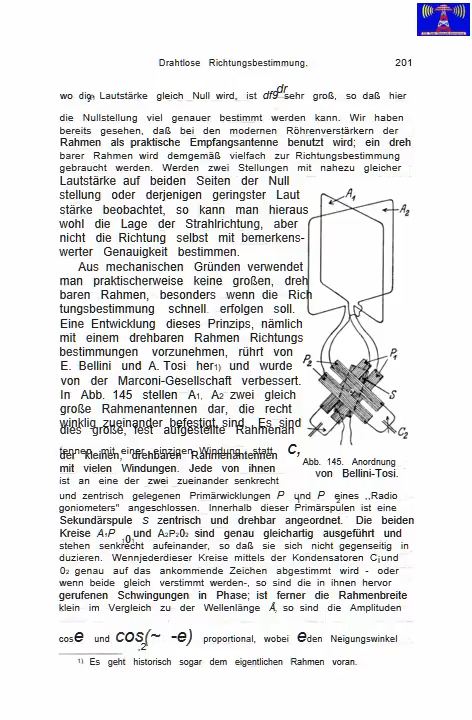 Drahtlose Richtungsbestimmung. 201
wo die Lautstärke gleich Null wird, ist sehr groß, so daß hier
die Nullstellung viel genauer bestimmt werden kann. Wir haben
bereits gesehen, daß bei den modernen Röhrenverstärkern der
Rahmen als praktische Empfangsantenne benutzt wird; ein dreh
barer Rahmen wird demgemäß vielfach zur Richtungsbestimmung
gebraucht werden. Werden zwei Stellungen mit nahezu gleicher
Lautstärke auf beiden Seiten der Null
stellung oder derjenigen geringster Laut
stärke beobachtet, so kann man hieraus
wohl die Lage der Strahlrichtung, aber
nicht die Richtung selbst mit bemerkens-
werter Genauigkeit bestimmen.
Aus mechanischen Gründen verwendet
man praktischerweise keine großen, dreh
baren Rahmen, besonders wenn die Rich
tungsbestimmung schnell erfolgen soll.
Eine Entwicklung dieses Prinzips, nämlich
mit einem drehbaren Rahmen Richtungs
bestimmungen vorzunehmen, rührt von
E. Bellini und A. Tosi her1) und wurde
von der Marconi-Gesellschaft verbessert.
In Abb. 145 stellen A1, A2 zwei gleich
große Rahmenantennen dar, die recht
winklig zueinander befestigt sind. Es sind
dies große, fest aufgestellte Rahmenan
tennen mit einer einzigen Windung statt
der kleinen, drehbaren Rahmenantennen
mit vielen Windungen. Jede von ihnen
ist an eine der zwei zueinander senkrecht
A1
A2
P2
P1
S
C,
C2
Abb. 145. Anordnung
von Bellini-Tosi.
und zentrisch gelegenen Primärwicklungen P und P eines ,,Radio
goniometers" angeschlossen. Innerhalb dieser Primärspulen ist eine
Sekundärspule S zentrisch und drehbar angeordnet. Die beiden
Kreise A1P 101 und A2P202 sind genau gleichartig ausgeführt und
stehen senkrecht aufeinander, so daß sie sich nicht gegenseitig in
duzieren. Wennjederdieser Kreise mittels der Kondensatoren C1und
02 genau auf das ankommende Zeichen abgestimmt wird - oder
wenn beide gleich verstimmt werden-, so sind die in ihnen hervor
gerufenen Schwingungen in Phase; ist ferner die Rahmenbreite
klein im Vergleich zu der Wellenlänge so sind die Amplituden
cose und cos(~ -e) proportional, wobei eden Neigungswinkel
2
1) Es geht historisch sogar dem eigentlichen Rahmen voran.